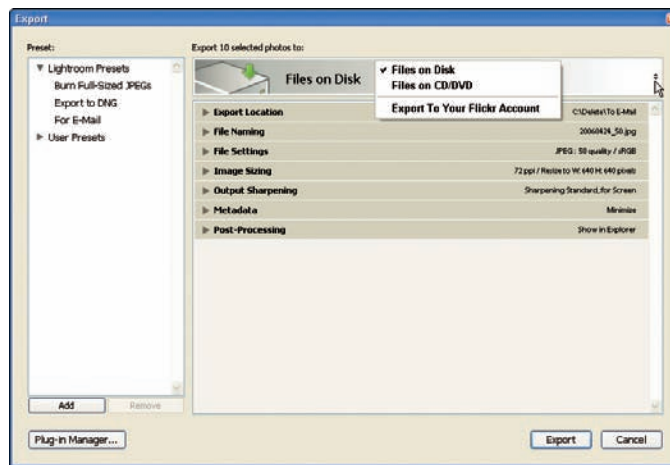 Export
Preset:
Export 10 selected photos to:
Lightroom Presets
Burn Full-Sized JPEGs
Export to DNG
For E-Mail
User Presets
Files on Disk
Files on Disk
Files on CD/DVD
Export To Your Flickr Account
Export Location C:\Delete\To E-Mail
File Naming 20060424_50.jpg
File Settings JPEG: 50 quality / sRGB
Image Sizing 72 ppi / Resize to W: 640 H: 640 pixels
Output Sharpening Sharpening Standard, for Screen
Metadata Minimize
Post-Processing Show in Explorer
Add Remove
Plug-in Manager... Export Cancel